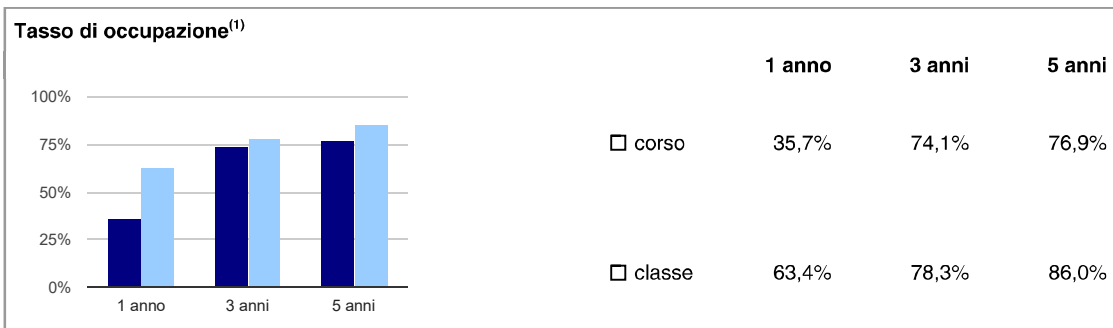 Tasso di occupazione(1)
1 anno 3 anni 5 anni
100%
75%
50%
25%
0%
1 anno 3 anni 5 anni
corso 35,7% 74,1% 76,9%
classe 63,4% 78,3% 86,0%